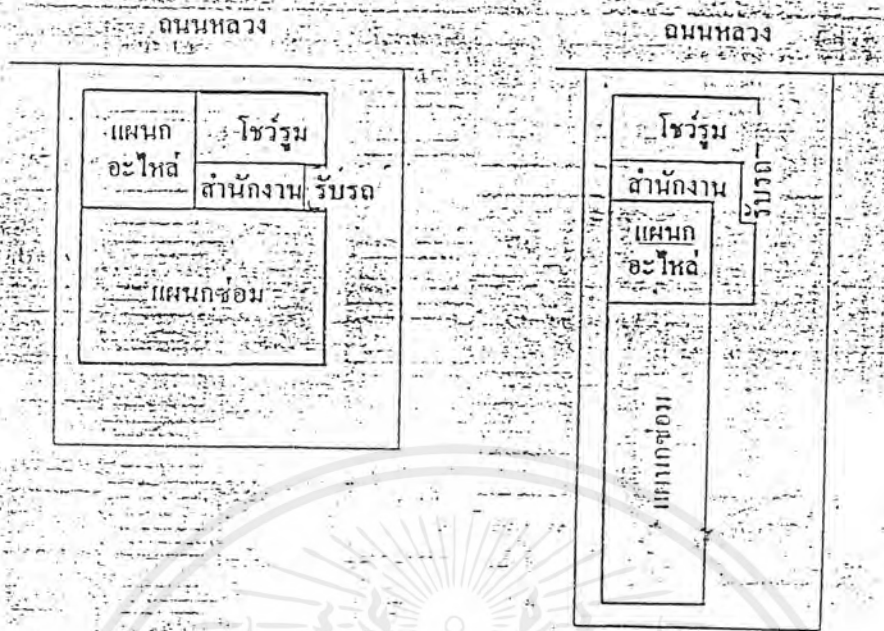 ถนนหลวง
แผนก
อะไหล่
โชว์รูม
สำนักงาน
รับรถ
แผนกซ่อม
ถนนหลวง
โชว์รูม
สำนักงาน
รับรถ
แผนก
อะไหล่
แผนกซ่อม